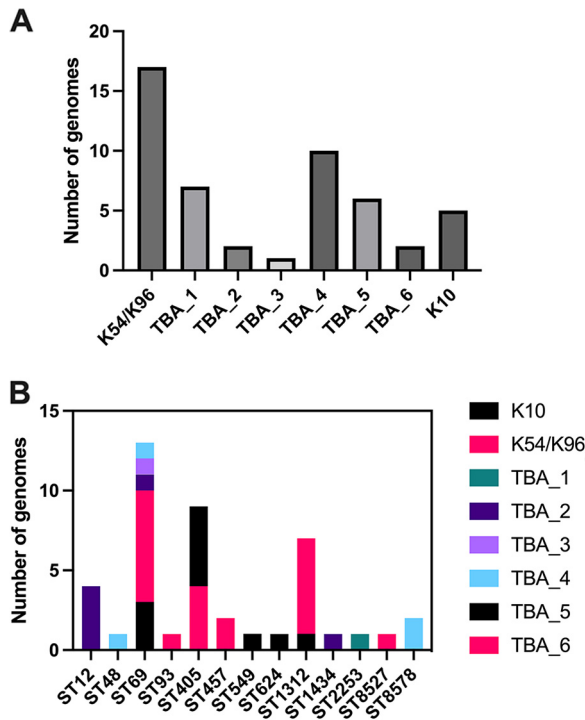 A
Number of genomes
20
15
10
5
0
K54/K96
TBA_1
TBA_2
TBA_3
TBA_4
TBA_5
TBA_6
K10
B
Number of genomes
15
10
5
0
ST12
ST48
ST69
ST93
ST405
ST457
ST549
ST624
ST1312
ST1434
ST2253
ST8527
ST8578
K10
K54/K96
TBA_1
TBA_2
TBA_3
TBA_4
TBA_5
TBA_6